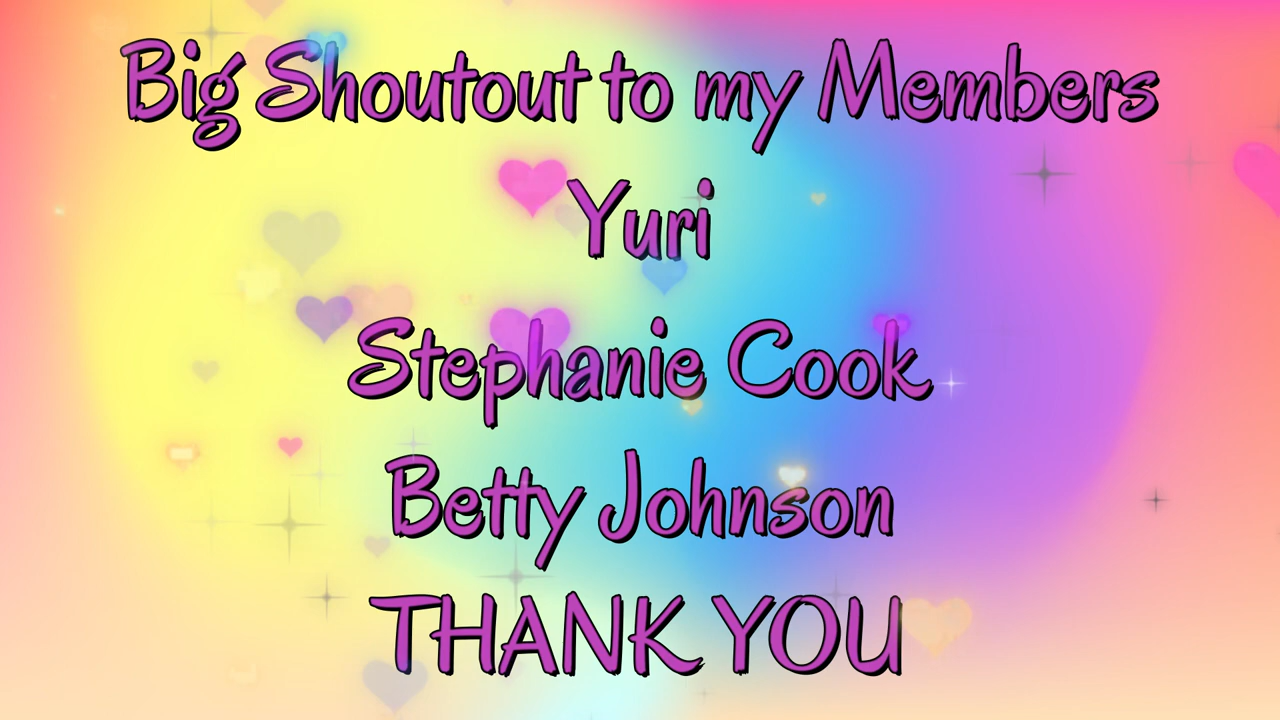 Big Shoutout to my Members
Yuri
Stephanie Cook
Betty Johnson
THANK YOU